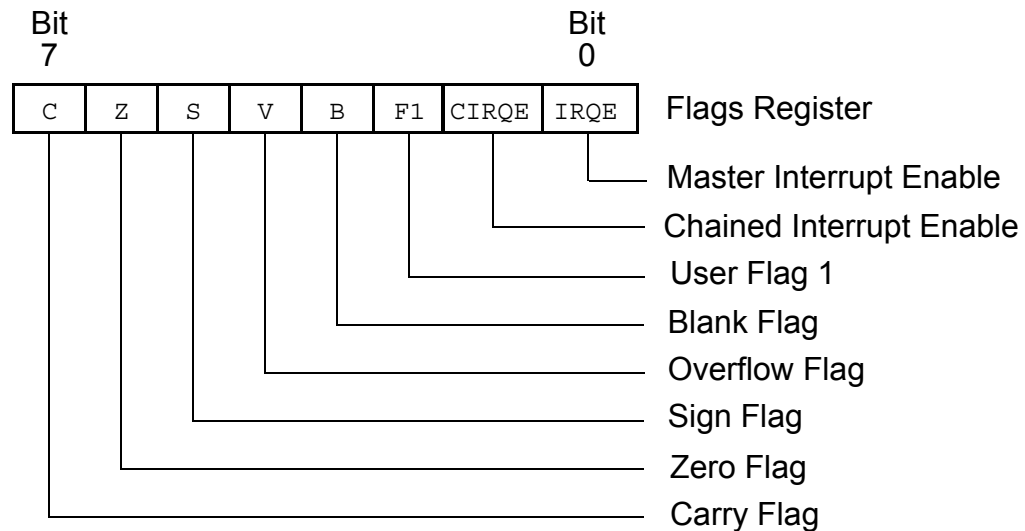 Bit Bit
7 0
C Z S V B F1 CIRQE IRQE Flags Register
Master Interrupt Enable
Chained Interrupt Enable
User Flag 1
Blank Flag
Overflow Flag
Sign Flag
Zero Flag
Carry Flag